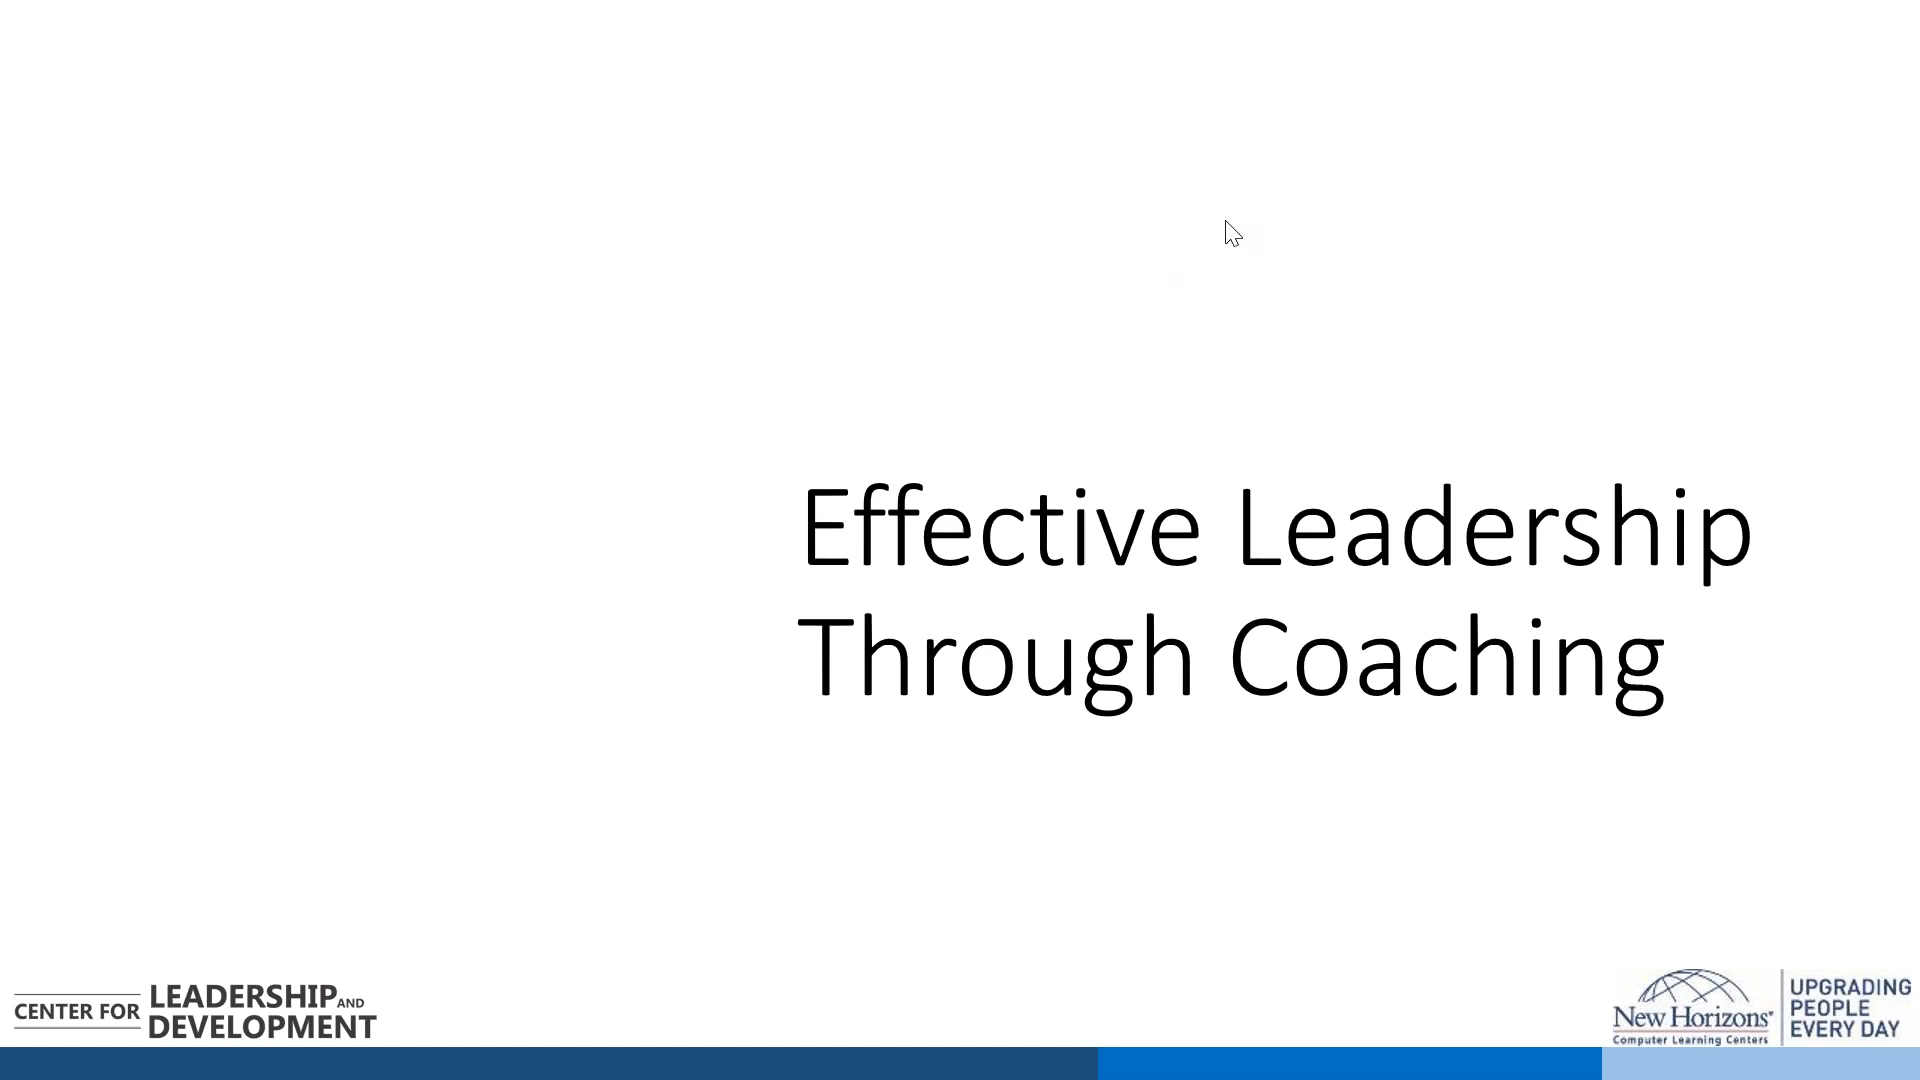 Effective Leadership
Through Coaching
CENTER FOR LEADERSHIP AND
DEVELOPMENT
New Horizons®
Computer Learning Centers
UPGRADING
PEOPLE
EVERY DAY